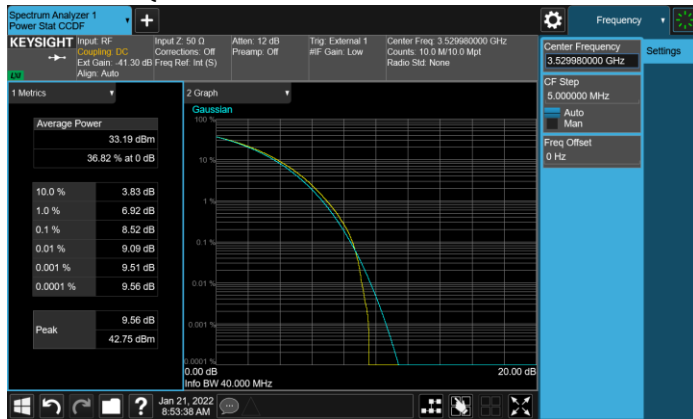 Spectrum Analyzer 1
Power Stat CCDF
+
Frequency
KEYSIGHT
Input: RF
Coupling: DC
Ext Gain: -41.30 dB
Align: Auto
Input Z: 50 Ω
Corrections: Off
Freq Ref: Int (S)
Atten: 12 dB
Preamp: Off
Trig: External 1
#IF Gain: Low
Center Freq: 3.529980000 GHz
Counts: 10.0 M/10.0 Mpt
Radio Std: None
LXI
Center Frequency
3.529980000 GHz
Settings
CF Step
5.000000 MHz
Auto
Man
Freq Offset
0 Hz
1 Metrics
Average Power
33.19 dBm
36.82 % at 0 dB
10.0 % 3.83 dB
1.0 % 6.92 dB
0.1 % 8.52 dB
0.01 % 9.09 dB
0.001 % 9.51 dB
0.0001 % 9.56 dB
Peak
9.56 dB
42.75 dBm
2 Graph
Gaussian
100 %
10 %
1 %
0.1 %
0.01 %
0.001 %
0.0001 %
0.00 dB
20.00 dB
Info BW 40.000 MHz
?
Jan 21, 2022
8:53:38 AM